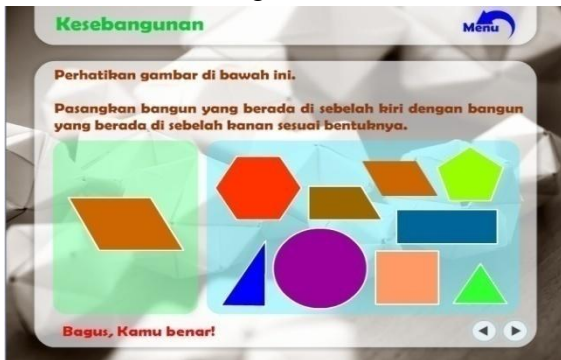 Kesebangunan
Menu
Perhatikan gambar di bawah ini.
Pasangkan bangun yang berada di sebelah kiri dengan bangun
yang berada di sebelah kanan sesuai bentuknya.
Bagus, Kamu benar!